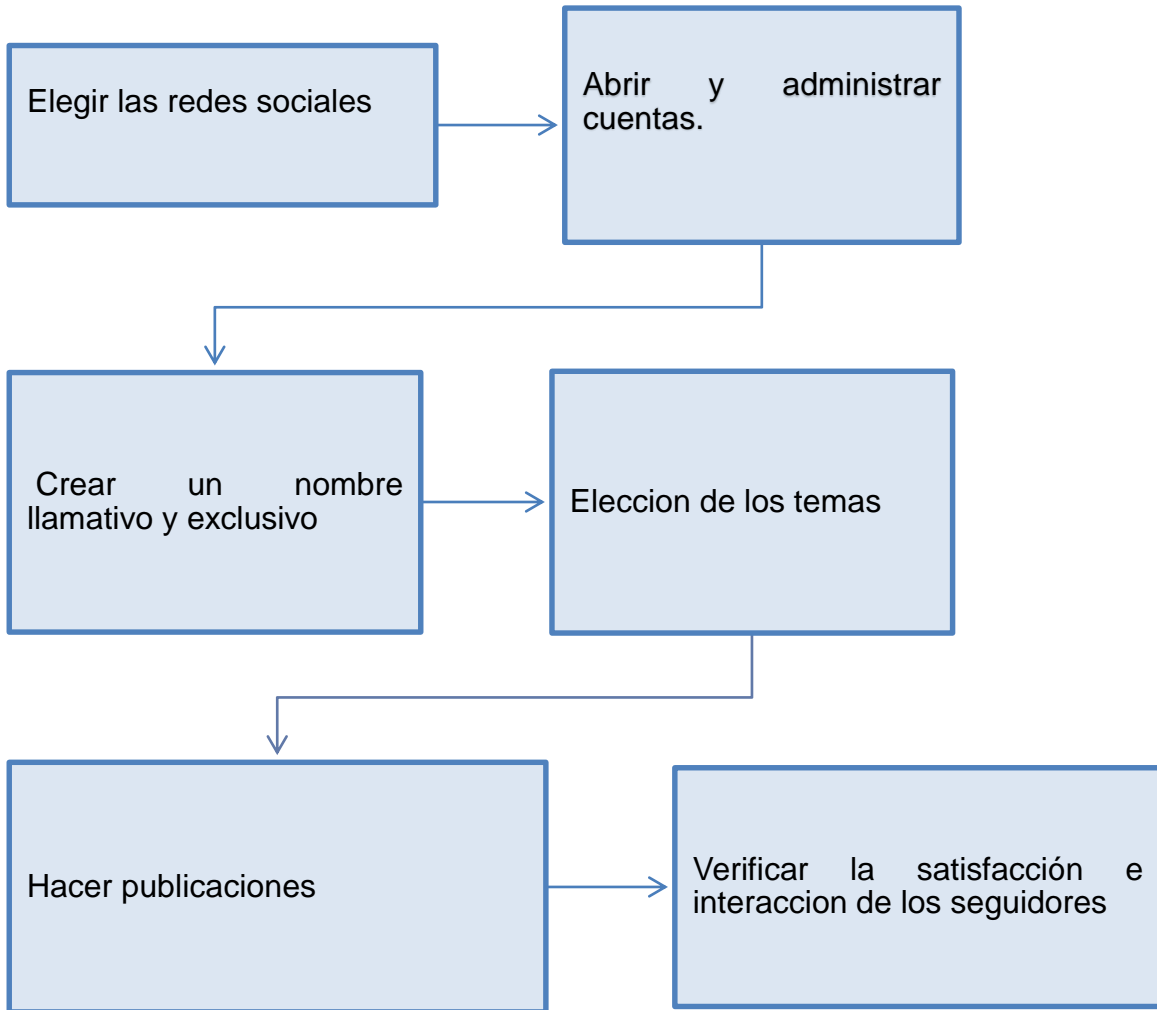 Elegir las redes sociales
Abrir y administrar
cuentas.
Crear un nombre
llamativo y exclusivo
Eleccion de los temas
Hacer publicaciones
Verificar la satisfacción e
interaccion de los seguidores